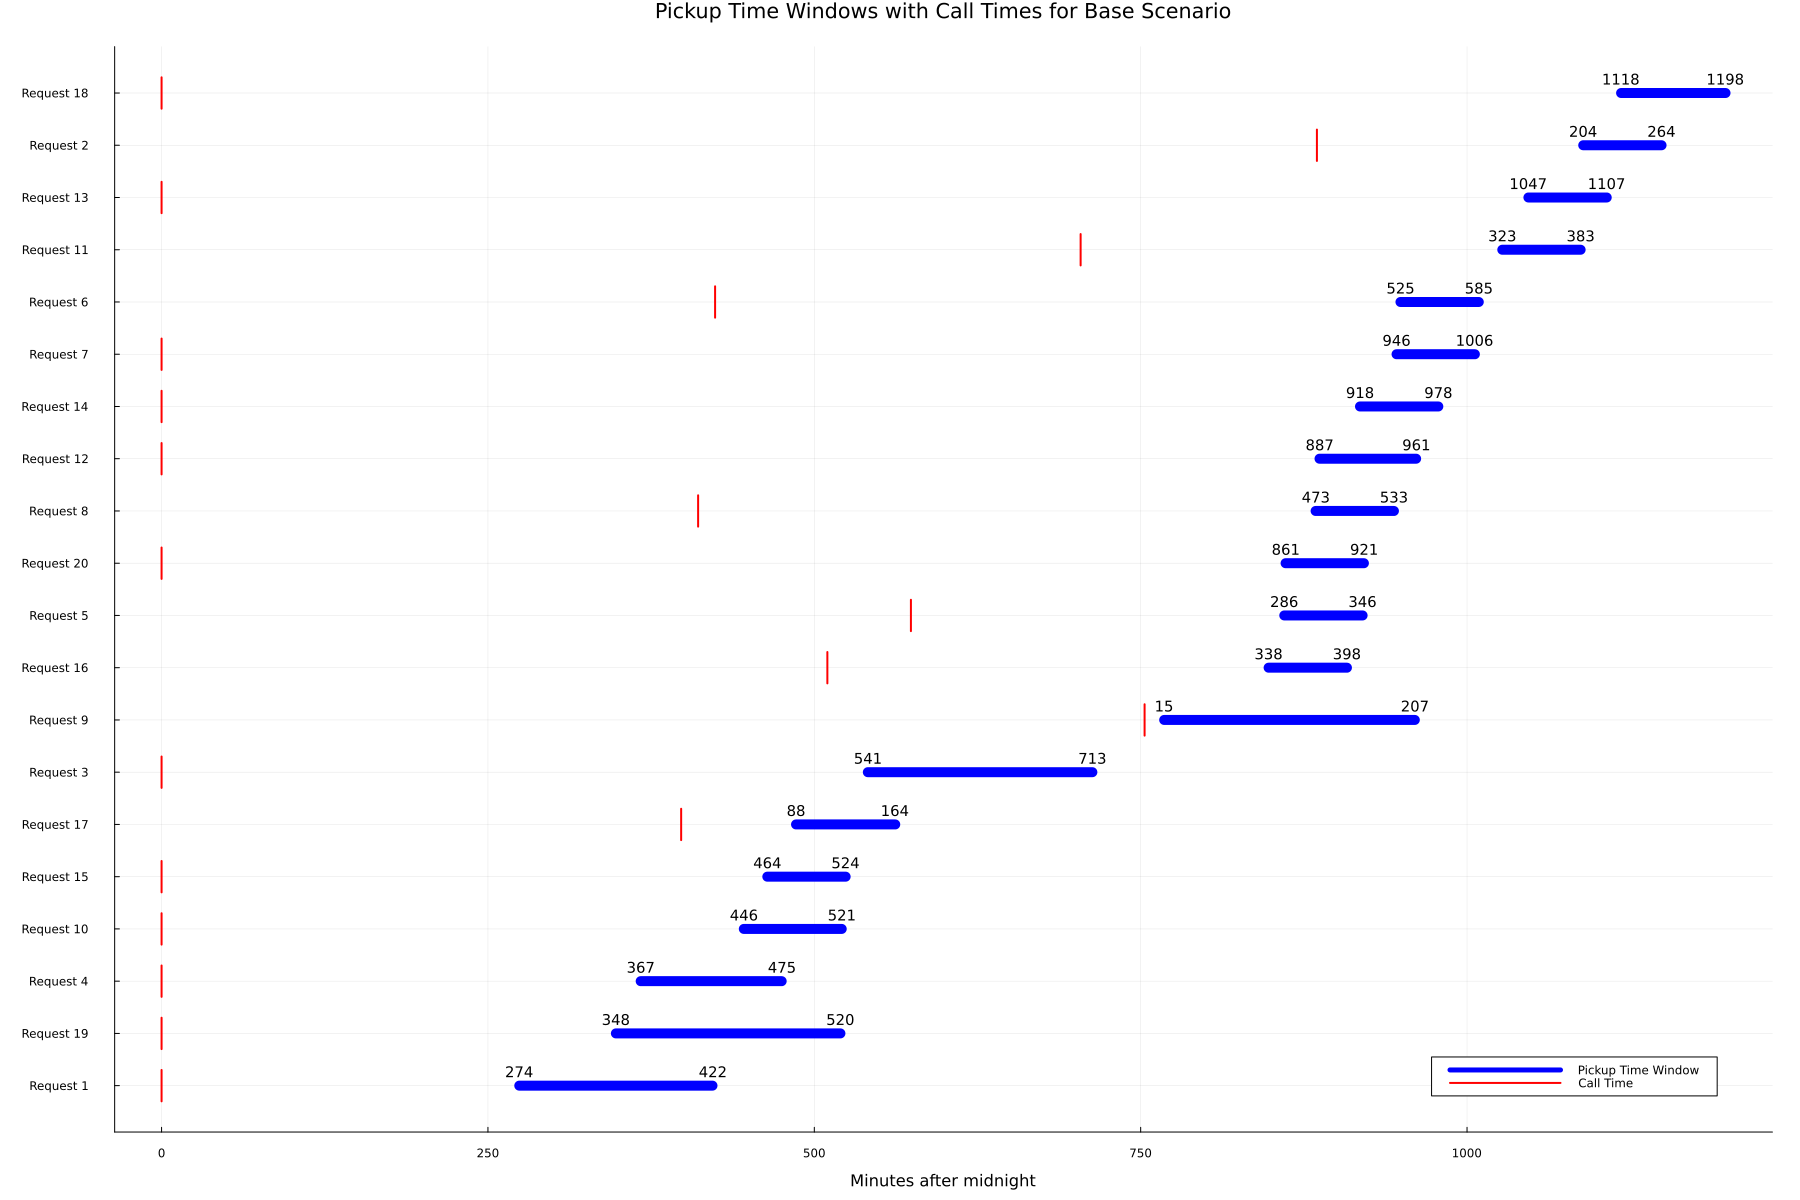 Pickup Time Windows with Call Times for Base Scenario
Request 18
1118 1198
Request 2
204 264
Request 13
1047 1107
Request 11
323 383
Request 6
525 585
Request 7
946 1006
Request 14
918 978
Request 12
887 961
Request 8
473 533
Request 20
861 921
Request 5
286 346
Request 16
338 398
Request 9
15 207
Request 3
541 713
Request 17
88 164
Request 15
464 524
Request 10
446 521
Request 4
367 475
Request 19
348 520
Request 1
274 422
Pickup Time Window
Call Time
0 250 500 750 1000
Minutes after midnight